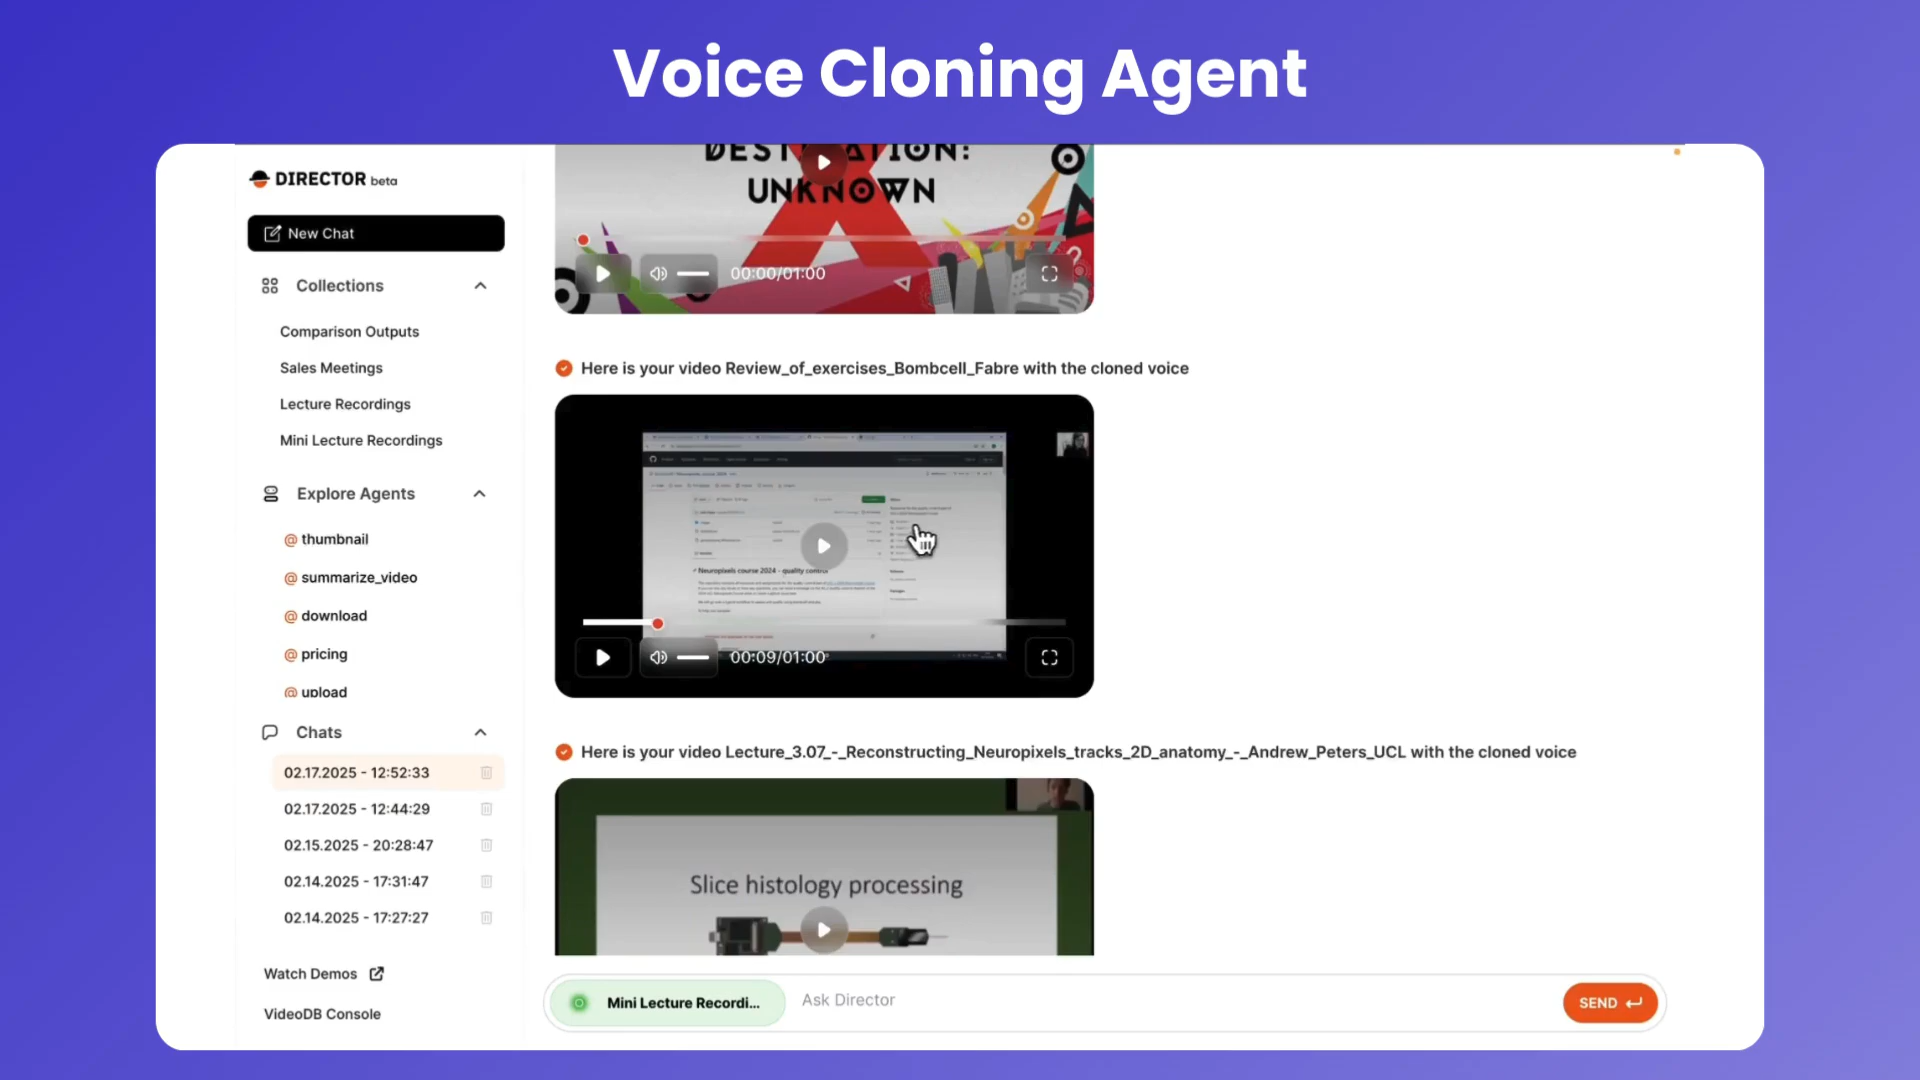 Voice Cloning Agent
DIRECTOR beta
New Chat
Collections
Comparison Outputs
Sales Meetings
Lecture Recordings
Mini Lecture Recordings
Explore Agents
@ thumbnail
@ summarize_video
@ download
@ pricing
@ upload
Chats
02.17.2025 - 12:52:33
02.17.2025 - 12:44:29
02.15.2025 - 20:28:47
02.14.2025 - 17:31:47
02.14.2025 - 17:27:27
Watch Demos
VideoDB Console
UNKNOWN
00:00/01:00
Here is your video Review_of_exercises_Bombcell_Fabre with the cloned voice
Neuropixels course 2024 - quality control
00:09/01:00
Here is your video Lecture_3.07_-_Reconstructing_Neuropixels_tracks_2D_anatomy_-_Andrew_Peters_UCL with the cloned voice
Slice histology processing
Mini Lecture Recordi...
Ask Director
SEND